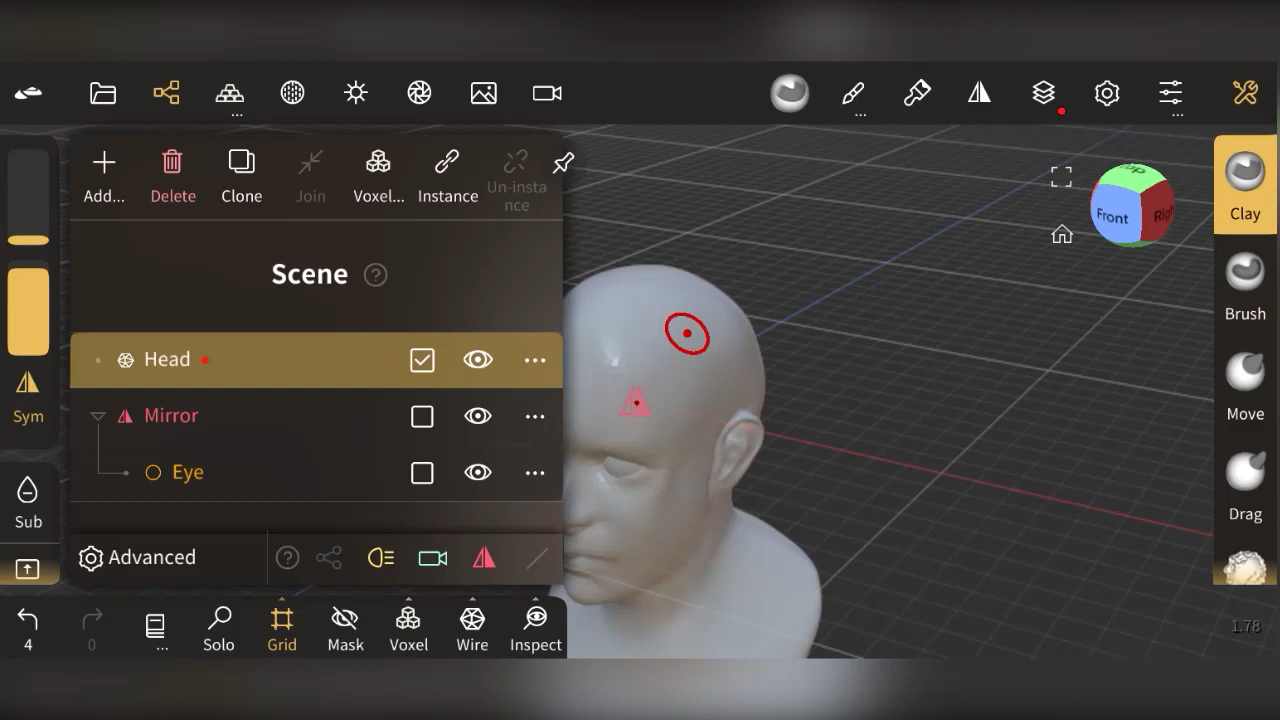 ...
...
...
Add...
Delete
Clone
Join
Voxel...
Instance
Un-insta
nce
Front
Clay
Scene
?
Brush
Head
Sym
Mirror
Move
Eye
Sub
Drag
Advanced
?
4
0
...
Solo
Grid
Mask
Voxel
Wire
Inspect
1.78